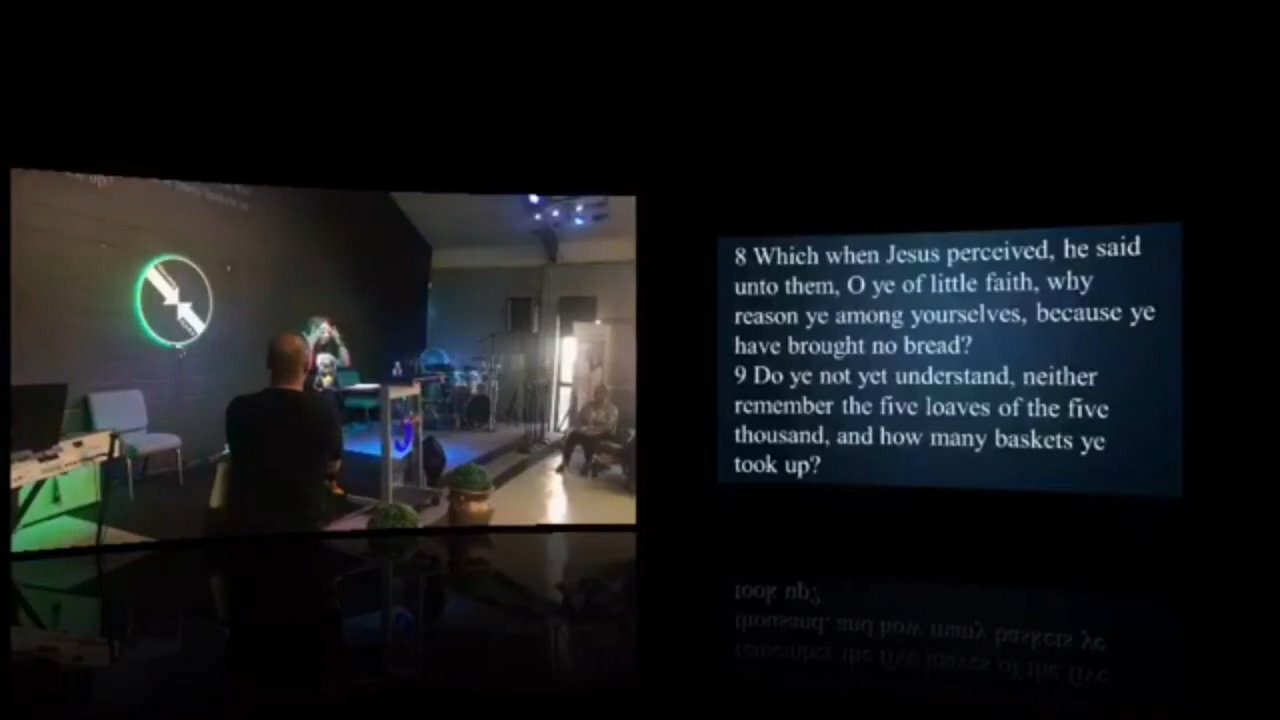 8 Which when Jesus perceived, he said
unto them, O ye of little faith, why
reason ye among yourselves, because ye
have brought no bread?
9 Do ye not yet understand, neither
remember the five loaves of the five
thousand, and how many baskets ye
took up?